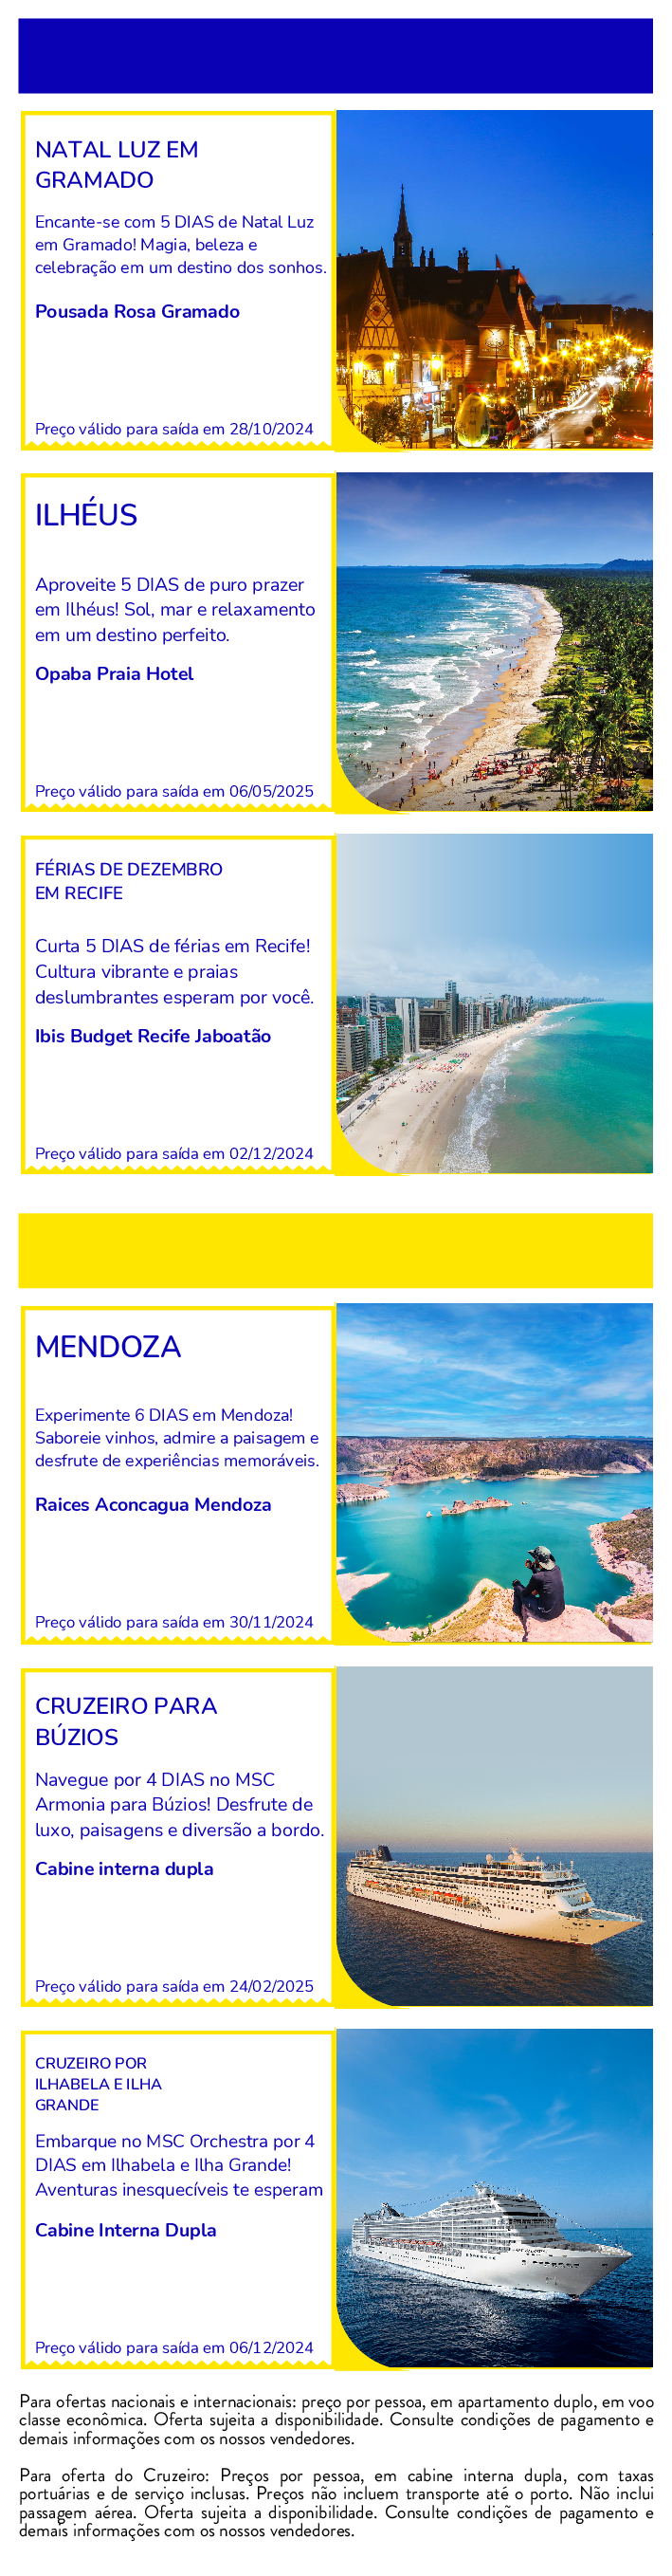 NATAL LUZ EM
GRAMADO
Encante-se com 5 DIAS de Natal Luz
em Gramado! Magia, beleza e
celebração em um destino dos sonhos.
Pousada Rosa Gramado
Preço válido para saída em 28/10/2024
ILHÉUS
Aproveite 5 DIAS de puro prazer
em Ilhéus! Sol, mar e relaxamento
em um destino perfeito.
Opaba Praia Hotel
Preço válido para saída em 06/05/2025
FÉRIAS DE DEZEMBRO
EM RECIFE
Curta 5 DIAS de férias em Recife!
Cultura vibrante e praias
deslumbrantes esperam por você.
Ibis Budget Recife Jaboatão
Preço válido para saída em 02/12/2024
MENDOZA
Experimente 6 DIAS em Mendoza!
Saboreie vinhos, admire a paisagem e
desfrute de experiências memoráveis.
Raices Aconcagua Mendoza
Preço válido para saída em 30/11/2024
CRUZEIRO PARA
BÚZIOS
Navegue por 4 DIAS no MSC
Armonia para Búzios! Desfrute de
luxo, paisagens e diversão a bordo.
Cabine interna dupla
Preço válido para saída em 24/02/2025
CRUZEIRO POR
ILHABELA E ILHA
GRANDE
Embarque no MSC Orchestra por 4
DIAS em Ilhabela e Ilha Grande!
Aventuras inesquecíveis te esperam
Cabine Interna Dupla
Preço válido para saída em 06/12/2024
Para ofertas nacionais e internacionais: preço por pessoa, em apartamento duplo, em voo
classe econômica. Oferta sujeita a disponibilidade. Consulte condições de pagamento e
demais informações com os nossos vendedores.
Para oferta do Cruzeiro: Preços por pessoa, em cabine interna dupla, com taxas
portuárias e de serviço inclusas. Preços não incluem transporte até o porto. Não inclui
passagem aérea. Oferta sujeita a disponibilidade. Consulte condições de pagamento e
demais informações com os nossos vendedores.